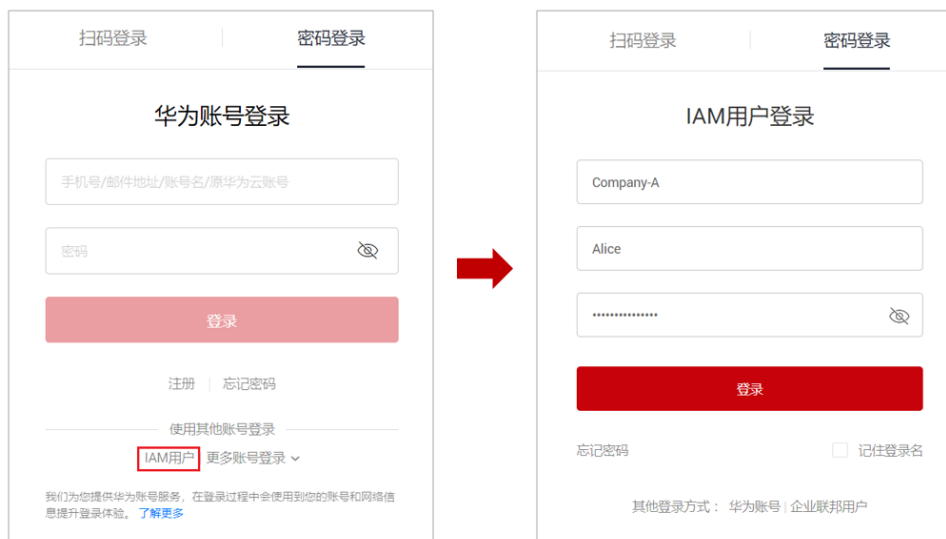 扫码登录
密码登录
华为账号登录
手机号/邮件地址/账号名/原华为云账号
密码
登录
注册 | 忘记密码
使用其他账号登录
IAM用户 更多账号登录
我们为您提供华为账号服务，在登录过程中会使用到您的账号和网络信
息提升登录体验。 了解更多
扫码登录
密码登录
IAM用户登录
Company-A
Alice
登录
忘记密码
记住登录名
其他登录方式： 华为账号 | 企业联邦用户